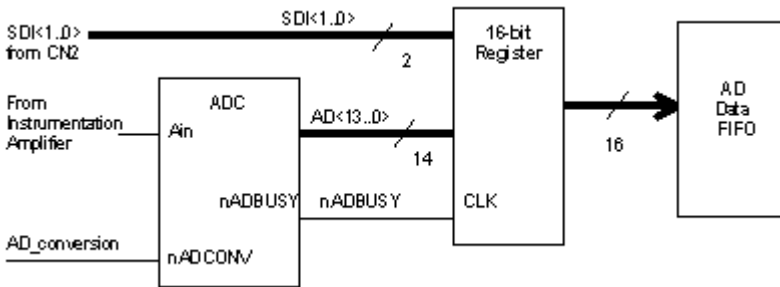 SDI<1..0>
from CN2
SDI<1..0>
2
16-bit
Register
AD
Data
FIFO
16
From
Instrumentation
Amplifier
ADC
Ain
AD<13..0>
14
nADBUSY
nADBUSY
CLK
AD_conversion
nADCONV